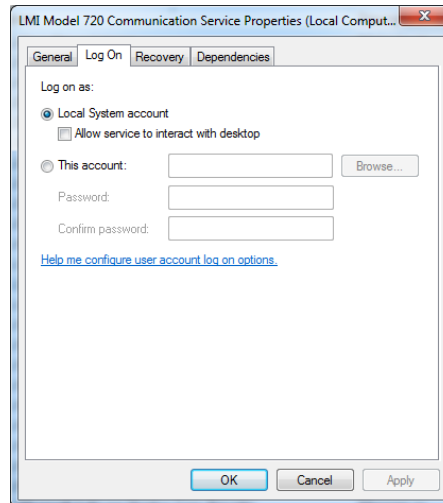 LMI Model 720 Communication Service Properties (Local Comput...
General Log On Recovery Dependencies
Log on as:
Local System account
Allow service to interact with desktop
This account: Browse...
Password:
Confirm password:
Help me configure user account log on options.
OK Cancel Apply